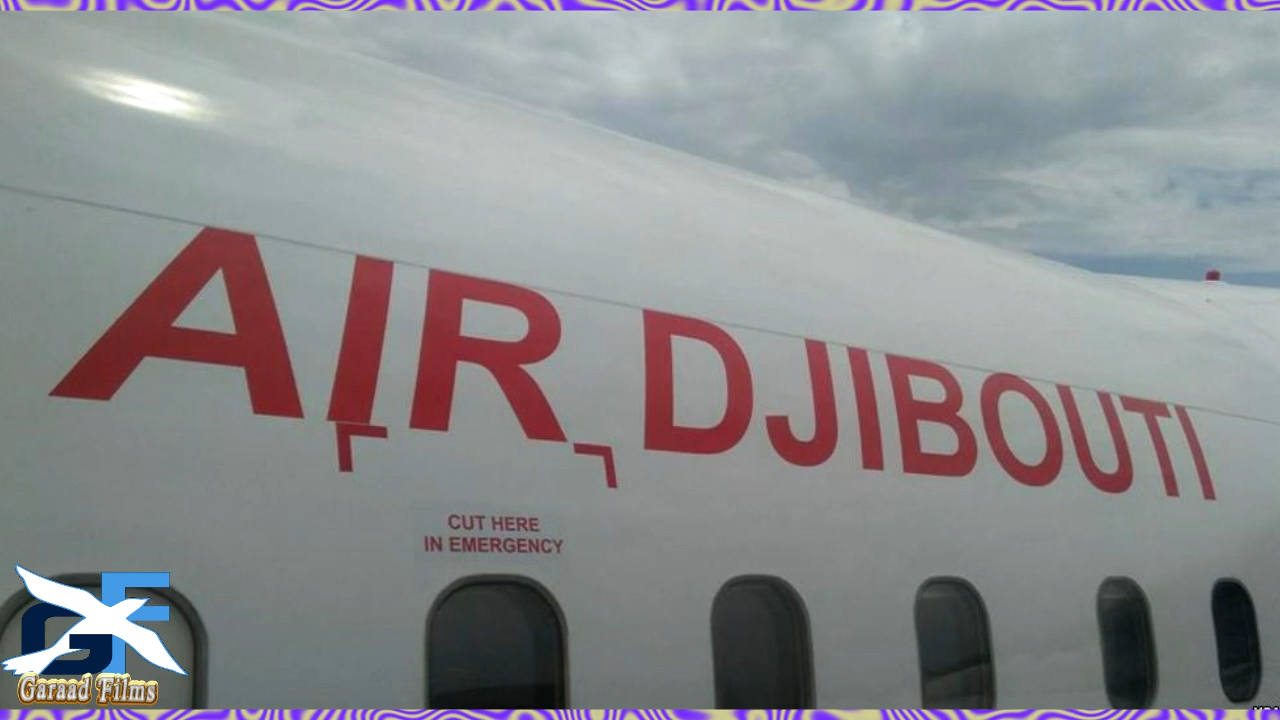 AIR DJIBOUTI
CUT HERE
IN EMERGENCY
GF
Garaad Films